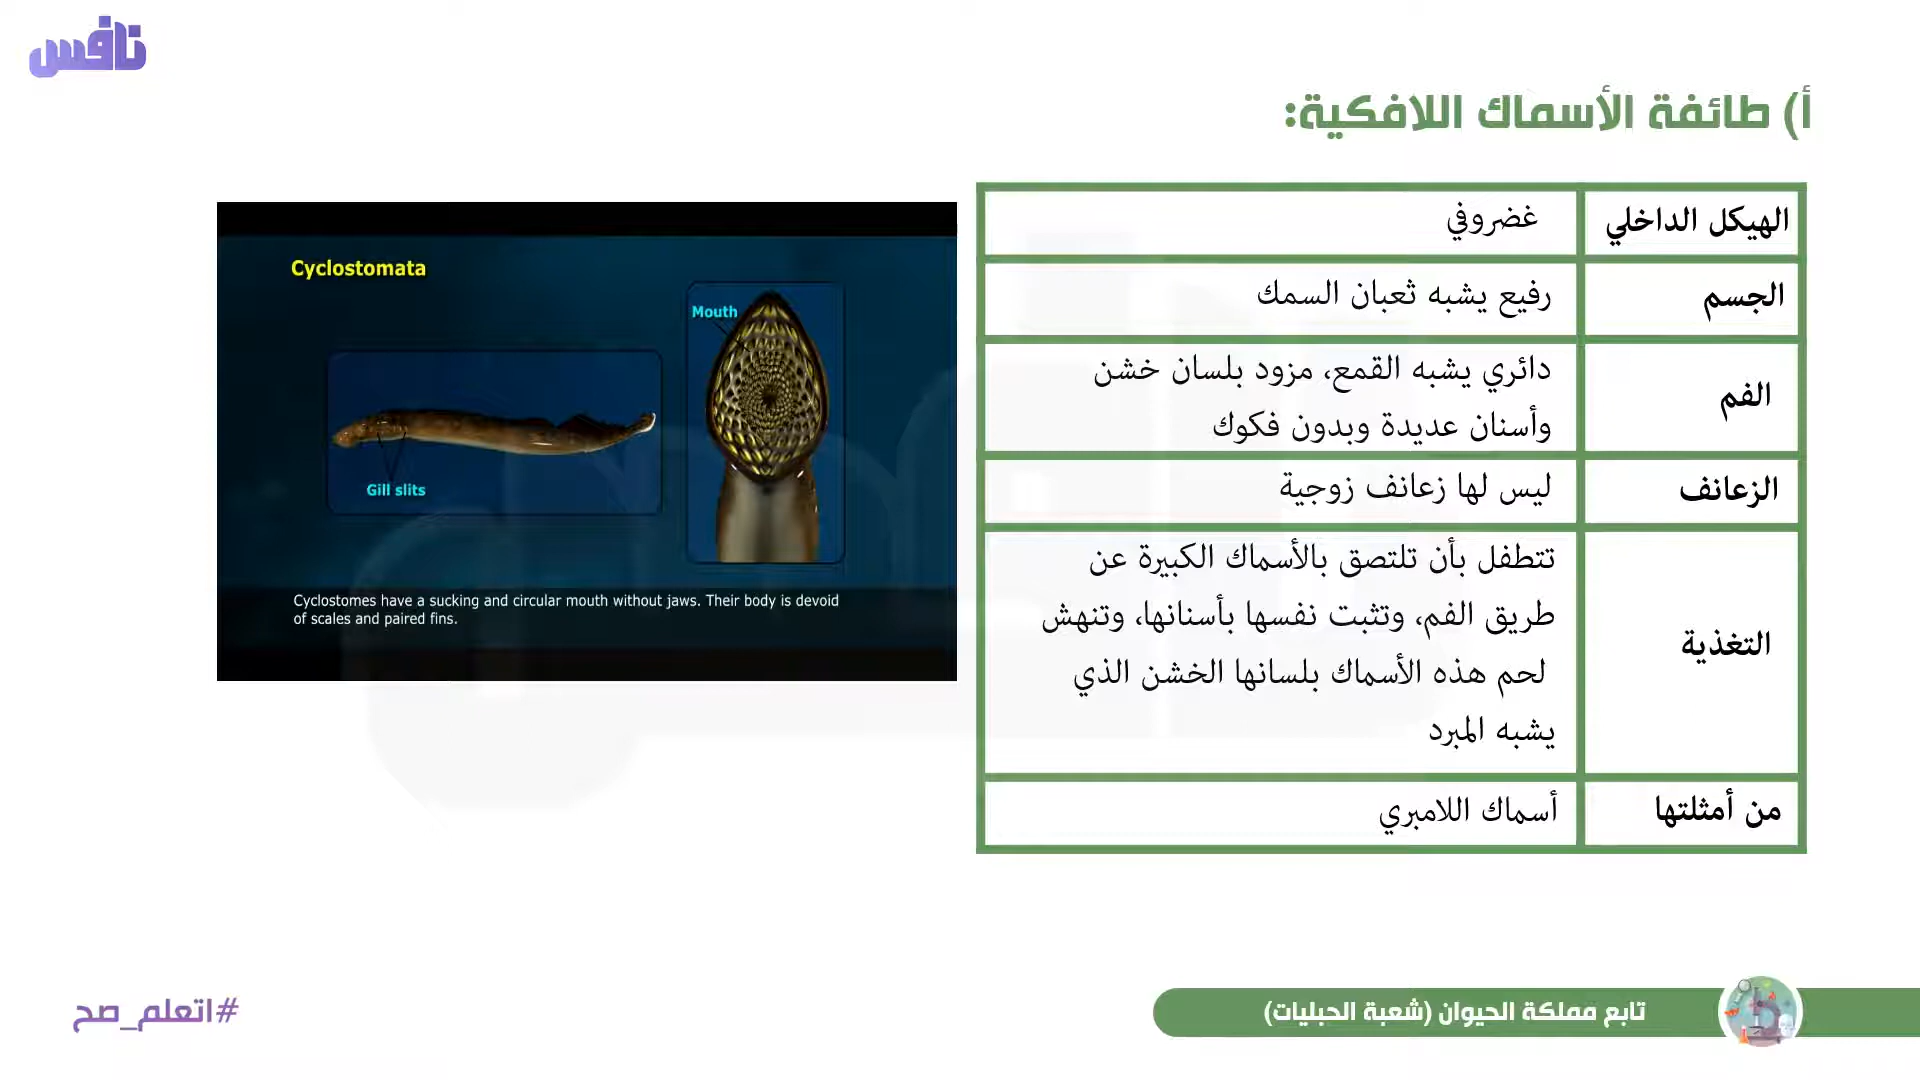 نافس
أ) طائفة الأسماك اللافكية:
الهيكل الداخلي
غضروفي
الجسم
رفيع يشبه ثعبان السمك
الفم
دائري يشبه القمع، مزود بلسان خشن
وأسنان عديدة وبدون فكوك
الزعانف
ليس لها زعانف زوجية
التغذية
تتطفل بأن تلتصق بالأسماك الكبيرة عن
طريق الفم، وتثبت نفسها بأسنانها، وتنهش
لحم هذه الأسماك بلسانها الخشن الذي
يشبه المبرد
من أمثلتها
أسماك اللامبري
Cyclostomata
Mouth
Gill slits
Cyclostomes have a sucking and circular mouth without jaws. Their body is devoid
of scales and paired fins.
تابع مملكة الحيوان (شعبة الحبليات)
#اتعلم_صح